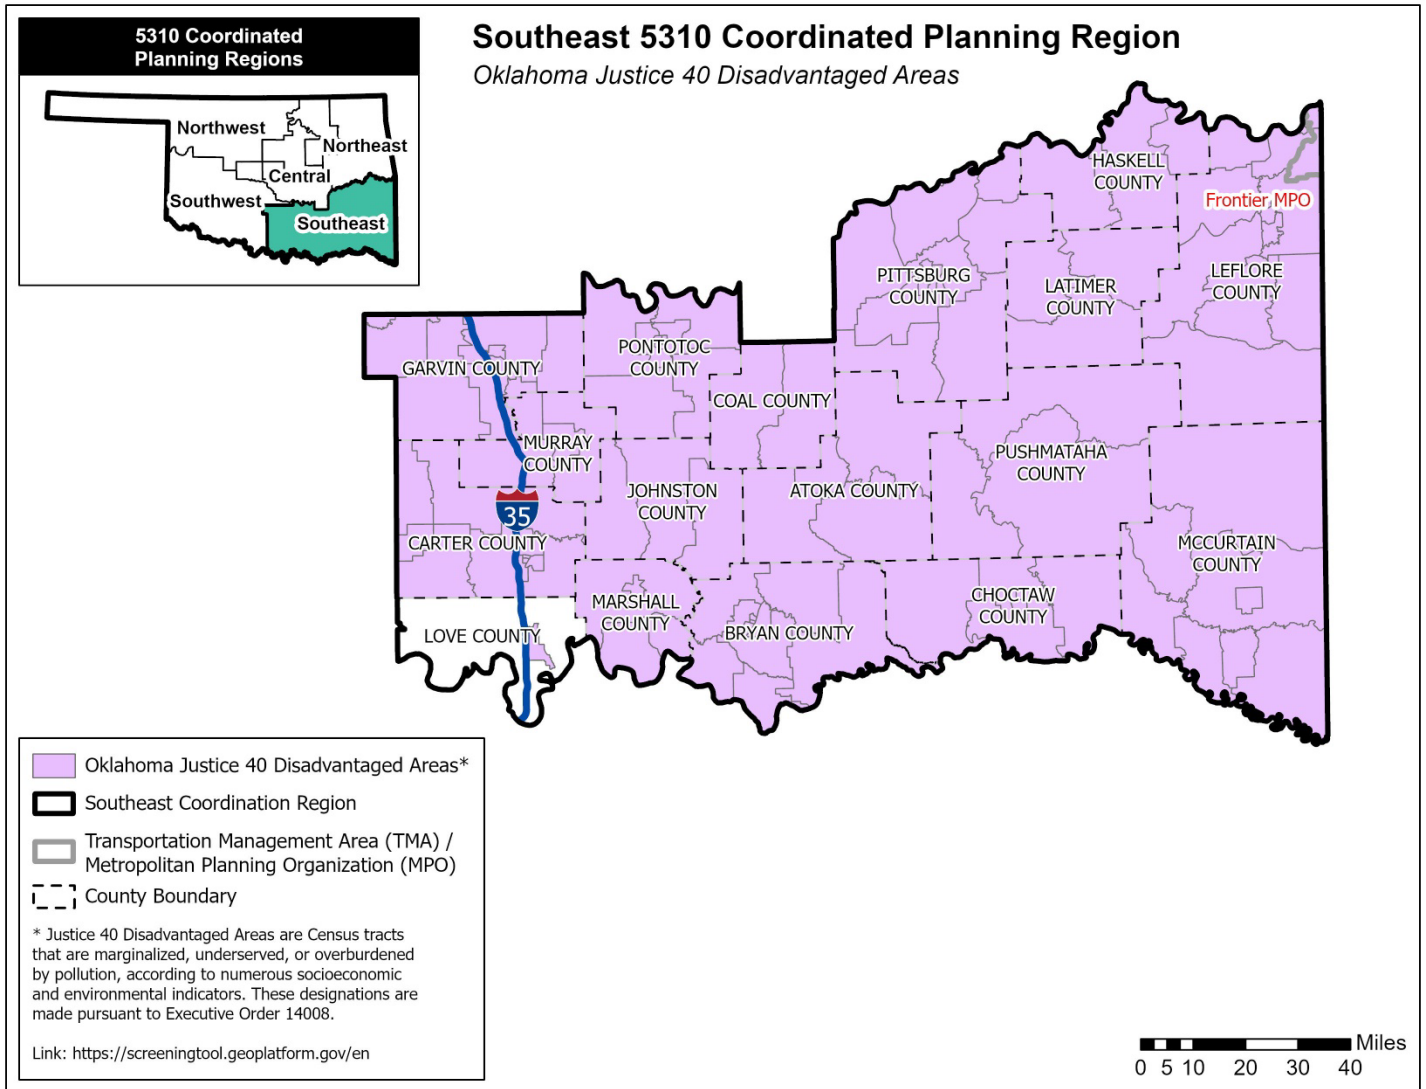 5310 Coordinated
Planning Regions
Northwest
Northeast
Central
Southwest
Southeast
Southeast 5310 Coordinated Planning Region
Oklahoma Justice 40 Disadvantaged Areas
HASKELL
COUNTY
Frontier MPO
PITTSBURG
COUNTY
LATIMER
COUNTY
LEFLORE
COUNTY
GARVIN COUNTY
PONTOTOC
COUNTY
COAL COUNTY
MURRAY
COUNTY
PUSHMATAHA
COUNTY
JOHNSTON
COUNTY
ATOKA COUNTY
35
CARTER COUNTY
MCCURTAIN
COUNTY
MARSHALL
COUNTY
CHOCTAW
COUNTY
LOVE COUNTY
BRYAN COUNTY
Oklahoma Justice 40 Disadvantaged Areas*
Southeast Coordination Region
Transportation Management Area (TMA) /
Metropolitan Planning Organization (MPO)
County Boundary
* Justice 40 Disadvantaged Areas are Census tracts
that are marginalized, underserved, or overburdened
by pollution, according to numerous socioeconomic
and environmental indicators. These designations are
made pursuant to Executive Order 14008.
Link: https://screeningtool.geoplatform.gov/en
Miles
0 5 10 20 30 40